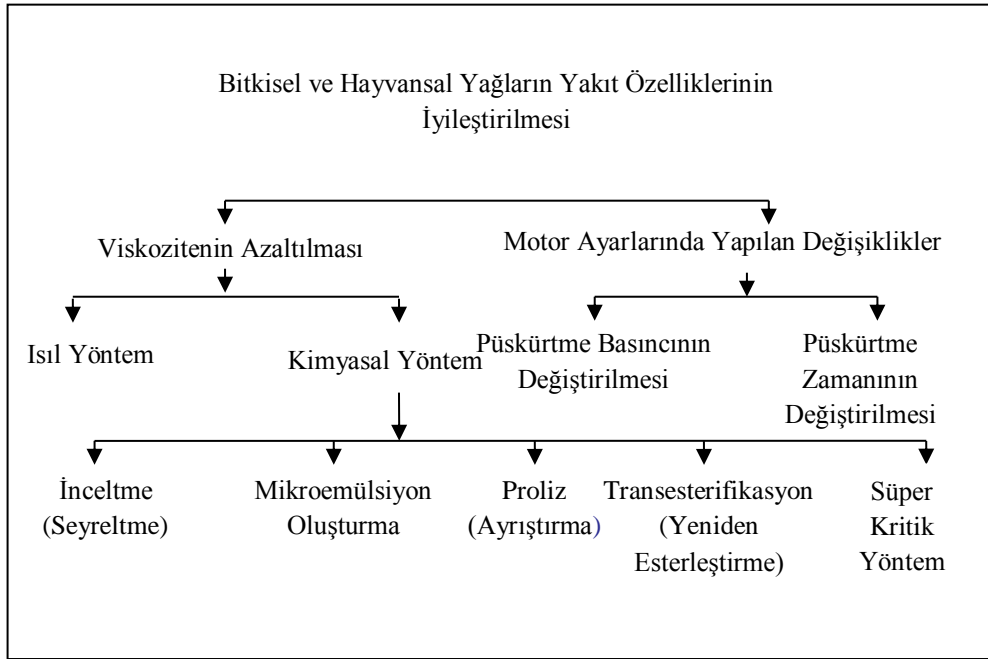 Bitkisel ve Hayvansal Yağların Yakıt Özelliklerinin
İyileştirilmesi
Viskozitenin Azaltılması
Motor Ayarlarında Yapılan Değişiklikler
Isıl Yöntem
Kimyasal Yöntem
Püskürtme Basıncının
Değiştirilmesi
Püskürtme
Zamanının
Değiştirilmesi
İnceltme
(Seyreltme)
Mikroemülsiyon
Oluşturma
Proliz
(Ayrıştırma)
Transesterifikasyon
(Yeniden
Esterleştirme)
Süper
Kritik
Yöntem